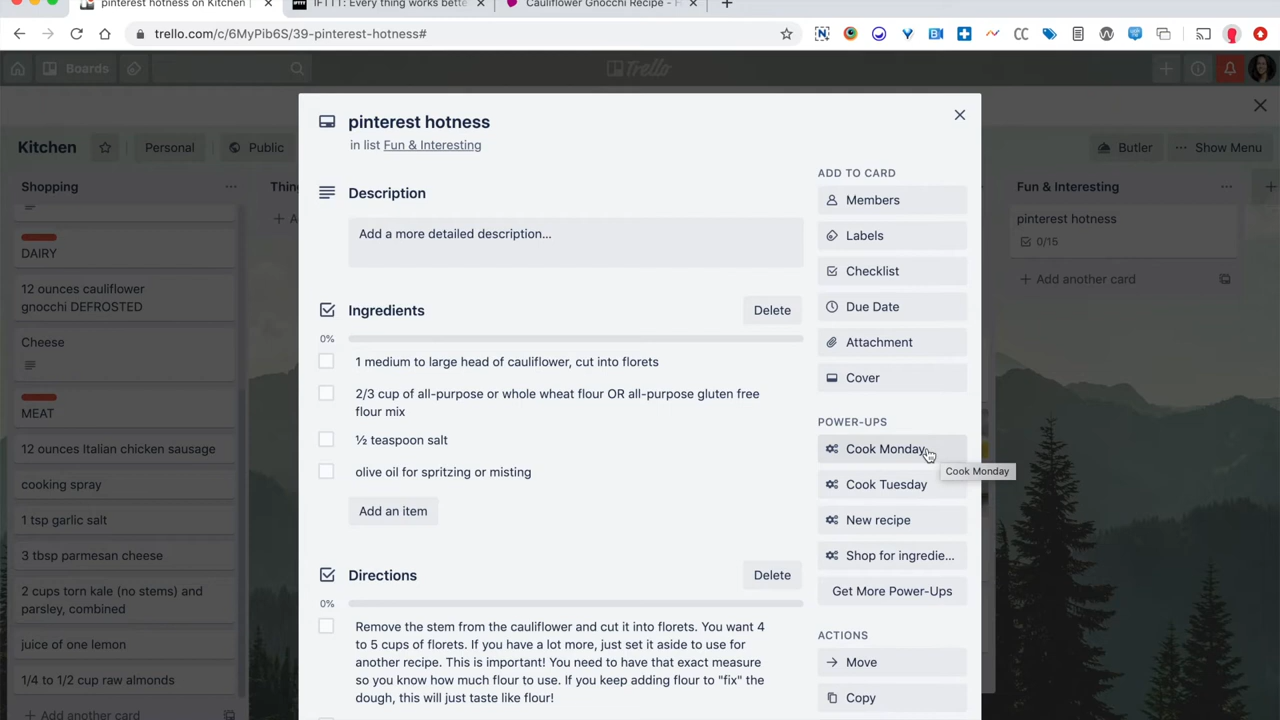 pinterest hotness on Kitchen
IFTTT: Every thing works bette
Cauliflower Gnocchi Recipe - H
trello.com/c/6MyPib6S/39-pinterest-hotness#
Boards
Trello
Kitchen
Personal
Public
Butler
Show Menu
Shopping
DAIRY
12 ounces cauliflower
gnocchi DEFROSTED
Cheese
MEAT
12 ounces Italian chicken sausage
cooking spray
1 tsp garlic salt
3 tbsp parmesan cheese
2 cups torn kale (no stems) and
parsley, combined
juice of one lemon
1/4 to 1/2 cup raw almonds
Add another card
pinterest hotness
in list Fun & Interesting
Description
Add a more detailed description...
Ingredients
Delete
0%
1 medium to large head of cauliflower, cut into florets
2/3 cup of all-purpose or whole wheat flour OR all-purpose gluten free
flour mix
½ teaspoon salt
olive oil for spritzing or misting
Add an item
Directions
Delete
0%
Remove the stem from the cauliflower and cut it into florets. You want 4
to 5 cups of florets. If you have a lot more, just set it aside to use for
another recipe. This is important! You need to have that exact measure
so you know how much flour to use. If you keep adding flour to "fix" the
dough, this will just taste like flour!
ADD TO CARD
Members
Labels
Checklist
Due Date
Attachment
Cover
POWER-UPS
Cook Monday
Cook Monday
Cook Tuesday
New recipe
Shop for ingredie...
Get More Power-Ups
ACTIONS
Move
Copy
Fun & Interesting
pinterest hotness
0/15
Add another card